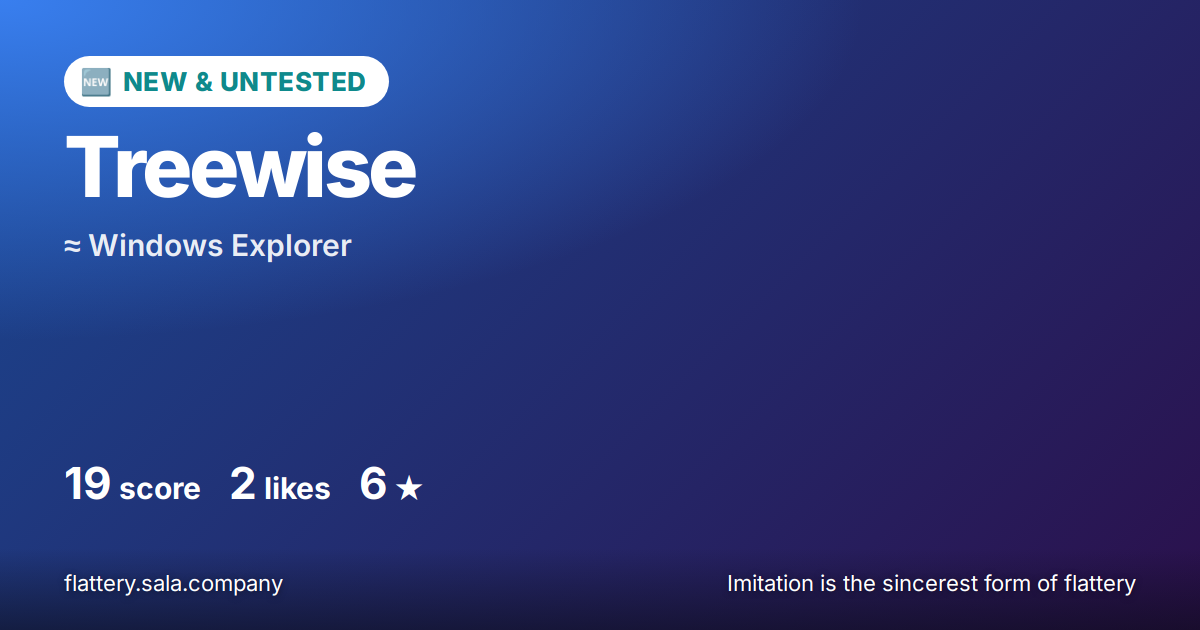 🆕 NEW & UNTESTED
Treewise
≈ Windows Explorer
19 score 2 likes 6 ★
flattery.sala.company
Imitation is the sincerest form of flattery